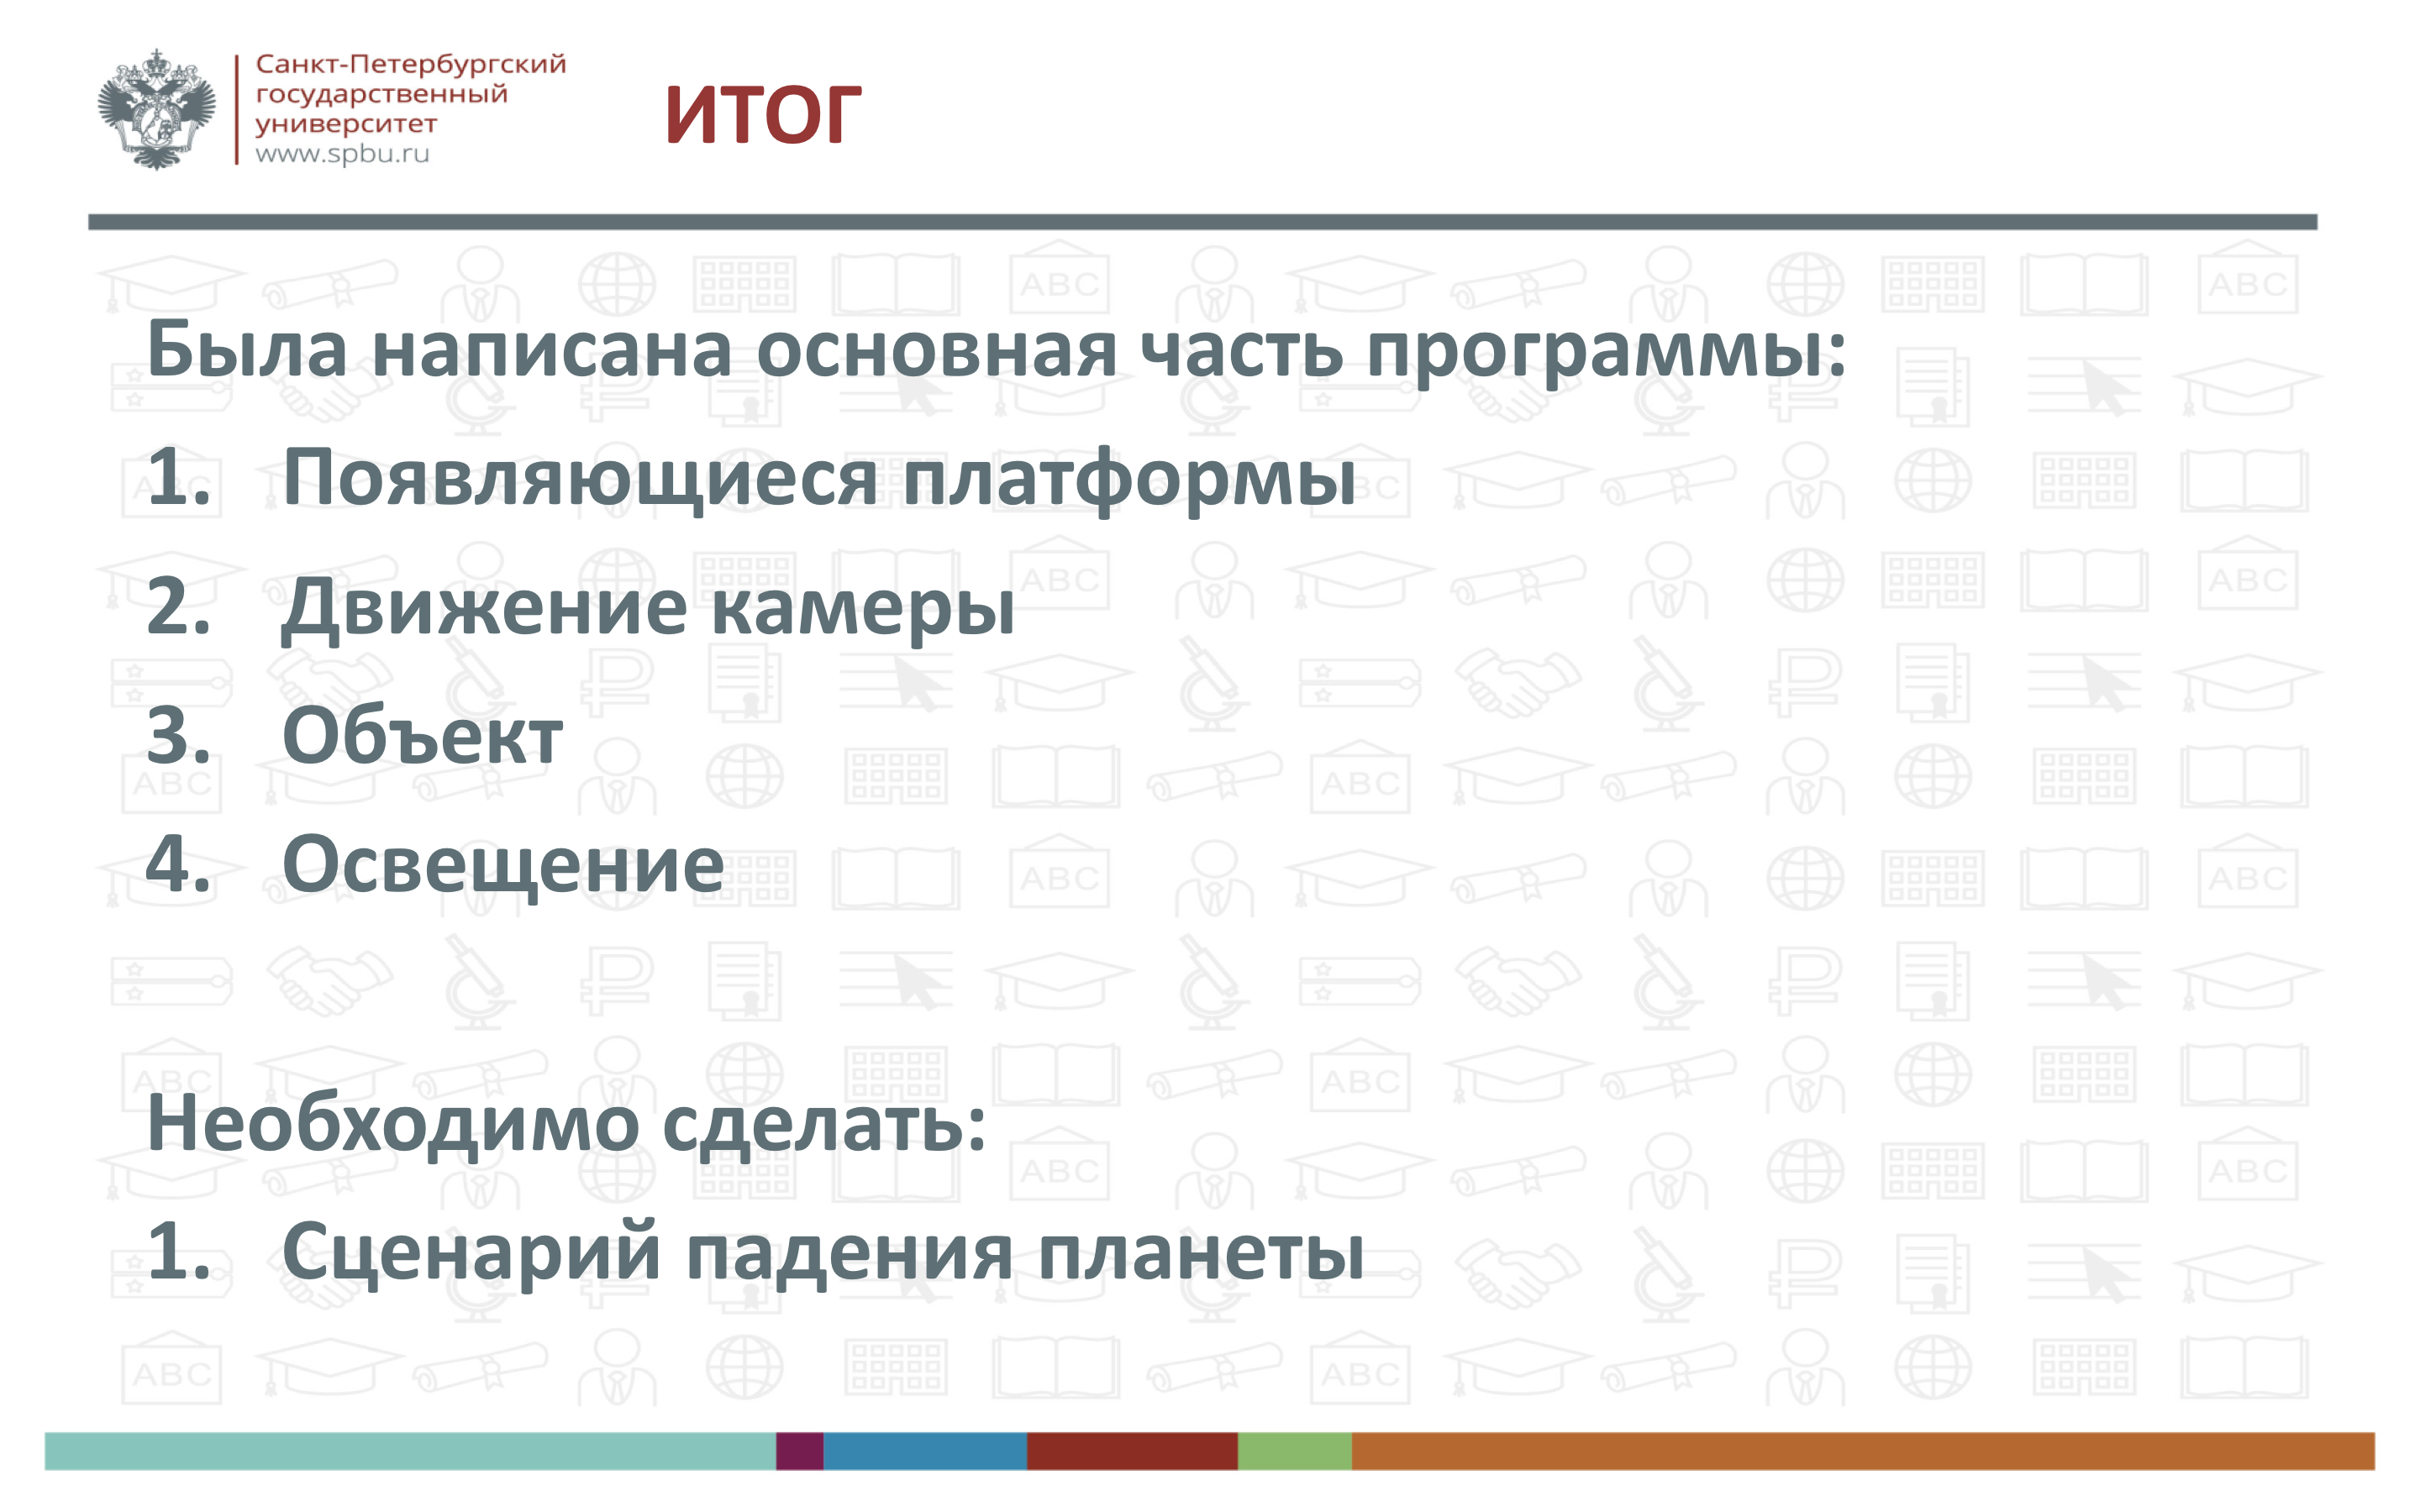 Санкт-Петербургский
государственный
университет
www.spbu.ru
ИТОГ
Была написана основная часть программы:
1. Появляющиеся платформы
2. Движение камеры
3. Объект
4. Освещение
Необходимо сделать:
1. Сценарий падения планеты